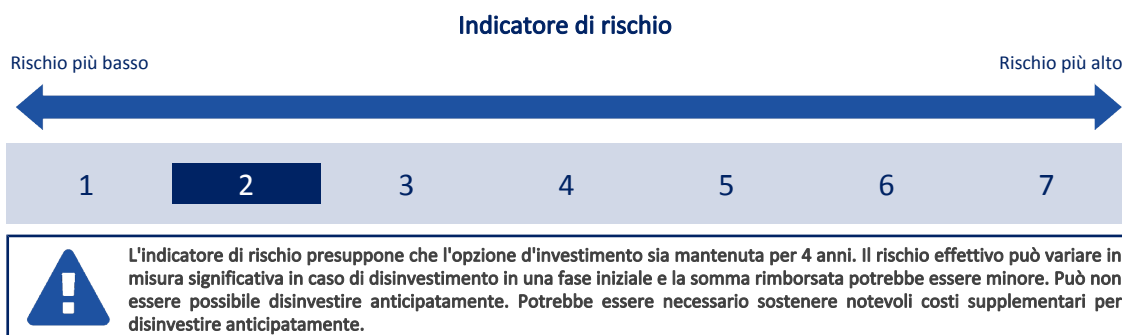 Indicatore di rischio
Rischio più basso
Rischio più alto
1 2 3 4 5 6 7
L'indicatore di rischio presuppone che l'opzione d'investimento sia mantenuta per 4 anni. Il rischio effettivo può variare in
misura significativa in caso di disinvestimento in una fase iniziale e la somma rimborsata potrebbe essere minore. Può non
essere possibile disinvestire anticipatamente. Potrebbe essere necessario sostenere notevoli costi supplementari per
disinvestire anticipatamente.